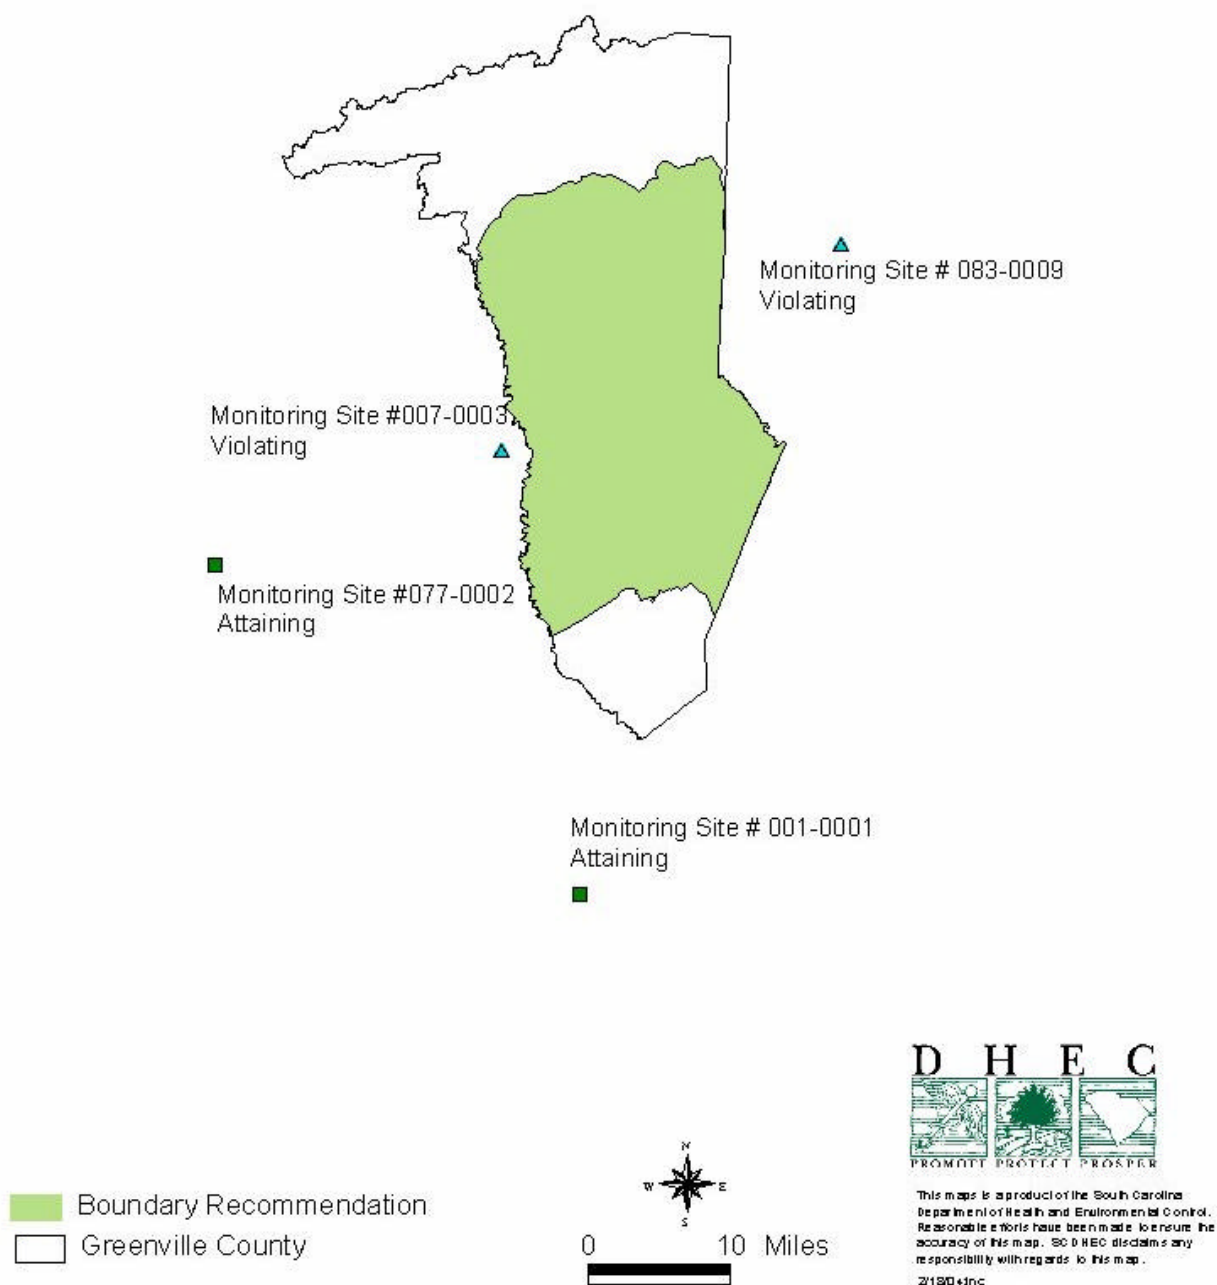 Monitoring Site # 083-0009
Violating
Monitoring Site #007-0003
Violating
Monitoring Site #077-0002
Attaining
Monitoring Site # 001-0001
Attaining
D H E C
PROMOTE PROTECT PROSPER
N
W E
S
Boundary Recommendation
Greenville County
0 10 Miles
This maps is a product of the South Carolina
Department of Health and Environmental Control.
Reasonable efforts have been made to ensure the
accuracy of this map. SCDHEC disclaims any
responsibility with regards to this map.